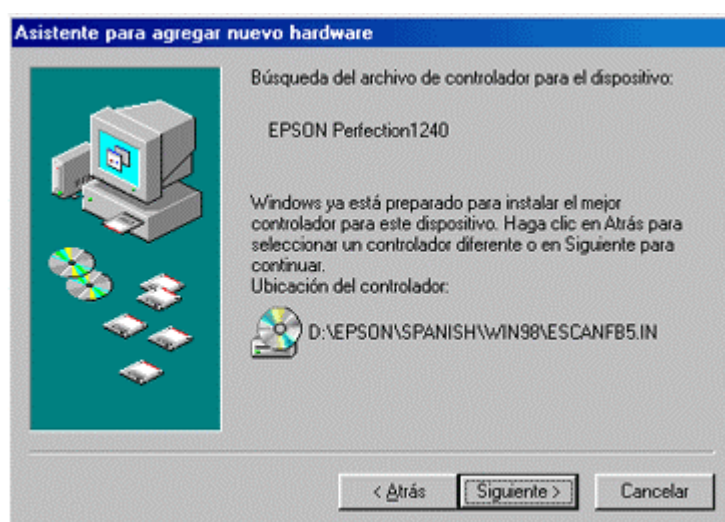 Asistente para agregar nuevo hardware
Búsqueda del archivo de controlador para el dispositivo:
EPSON Perfection1240
Windows ya está preparado para instalar el mejor
controlador para este dispositivo. Haga clic en Atrás para
seleccionar un controlador diferente o en Siguiente para
continuar.
Ubicación del controlador:
D:\EPSON\SPANISH\WIN98\ESCANFB5.IN
< Atrás
Siguiente >
Cancelar